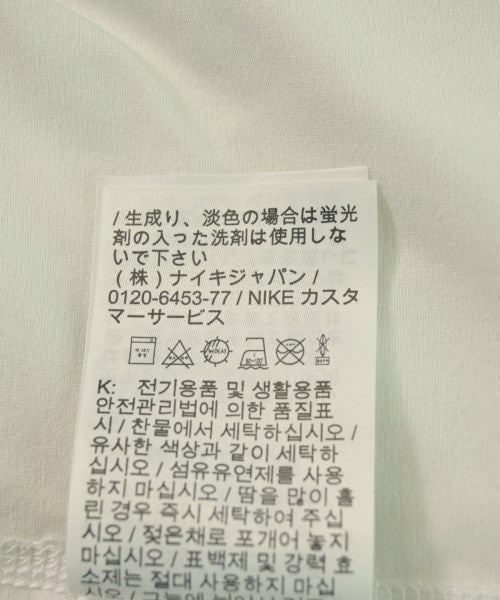 / 生成り、淡色の場合は蛍光
剤の入った洗剤は使用しな
いで下さい
（株）ナイキジャパン /
0120-6453-77 / NIKE カスタ
マーサービス
K: 전기용품 및 생활용품
안전관리법에 의한 품질표
시 / 찬물에서 세탁하십시오 /
유사한 색상과 같이 세탁하
십시오 / 섬유유연제를 사용
하지 마십시오 / 땀을 많이 흘
린 경우 즉시 세탁하여 주십
시오 / 젖은채로 포개어 놓지
마십시오 / 표백제 및 강력 효
소제는 절대 사용하지 마십